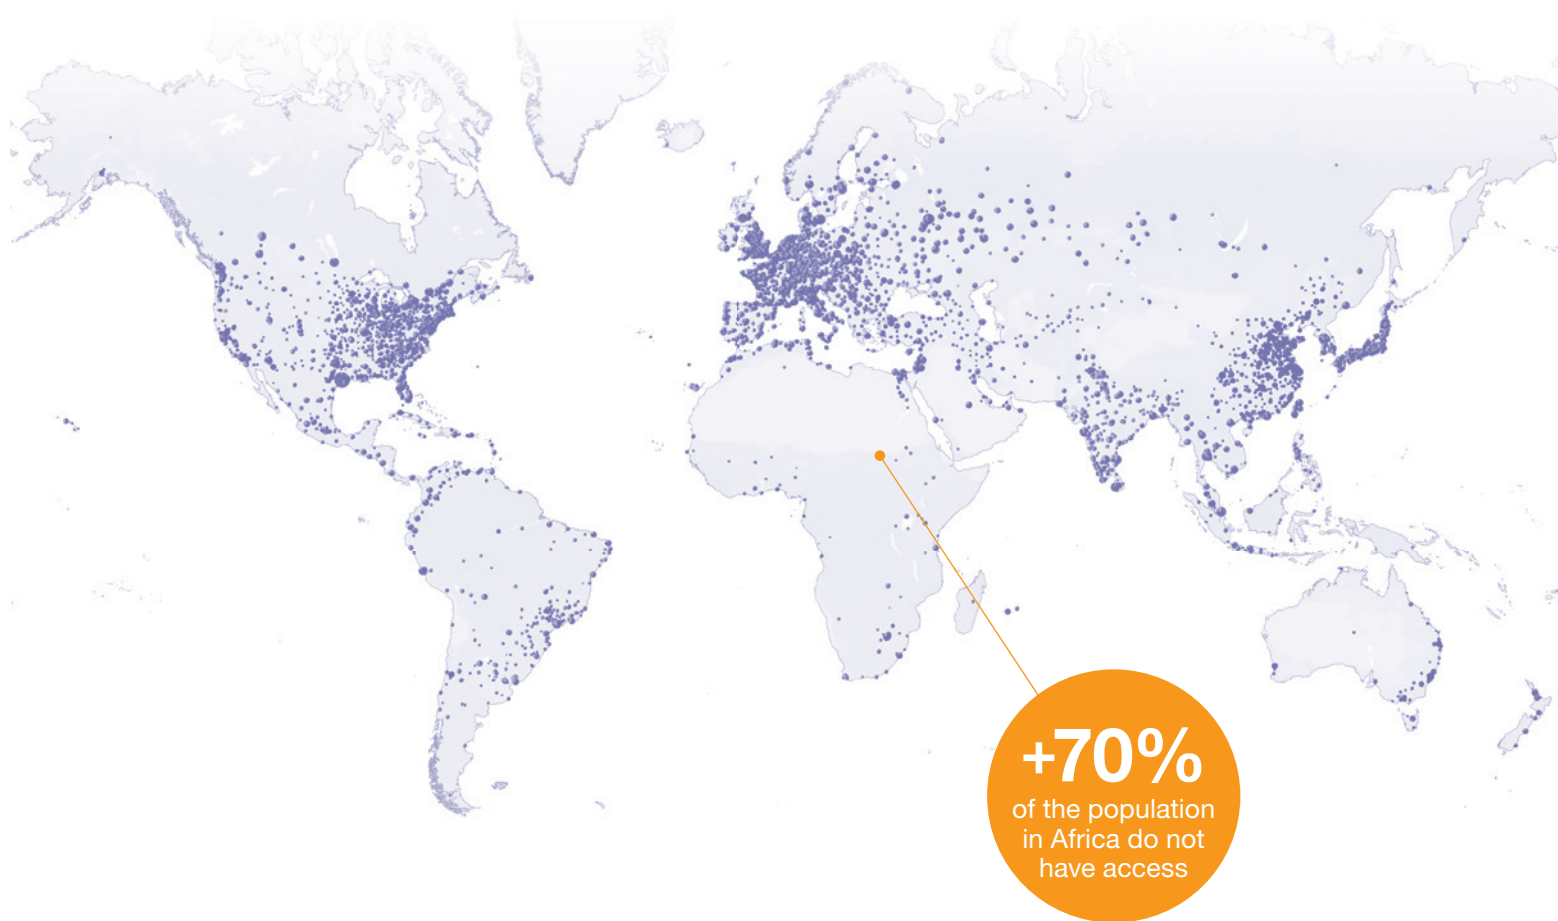 +70%
of the population
in Africa do not
have access